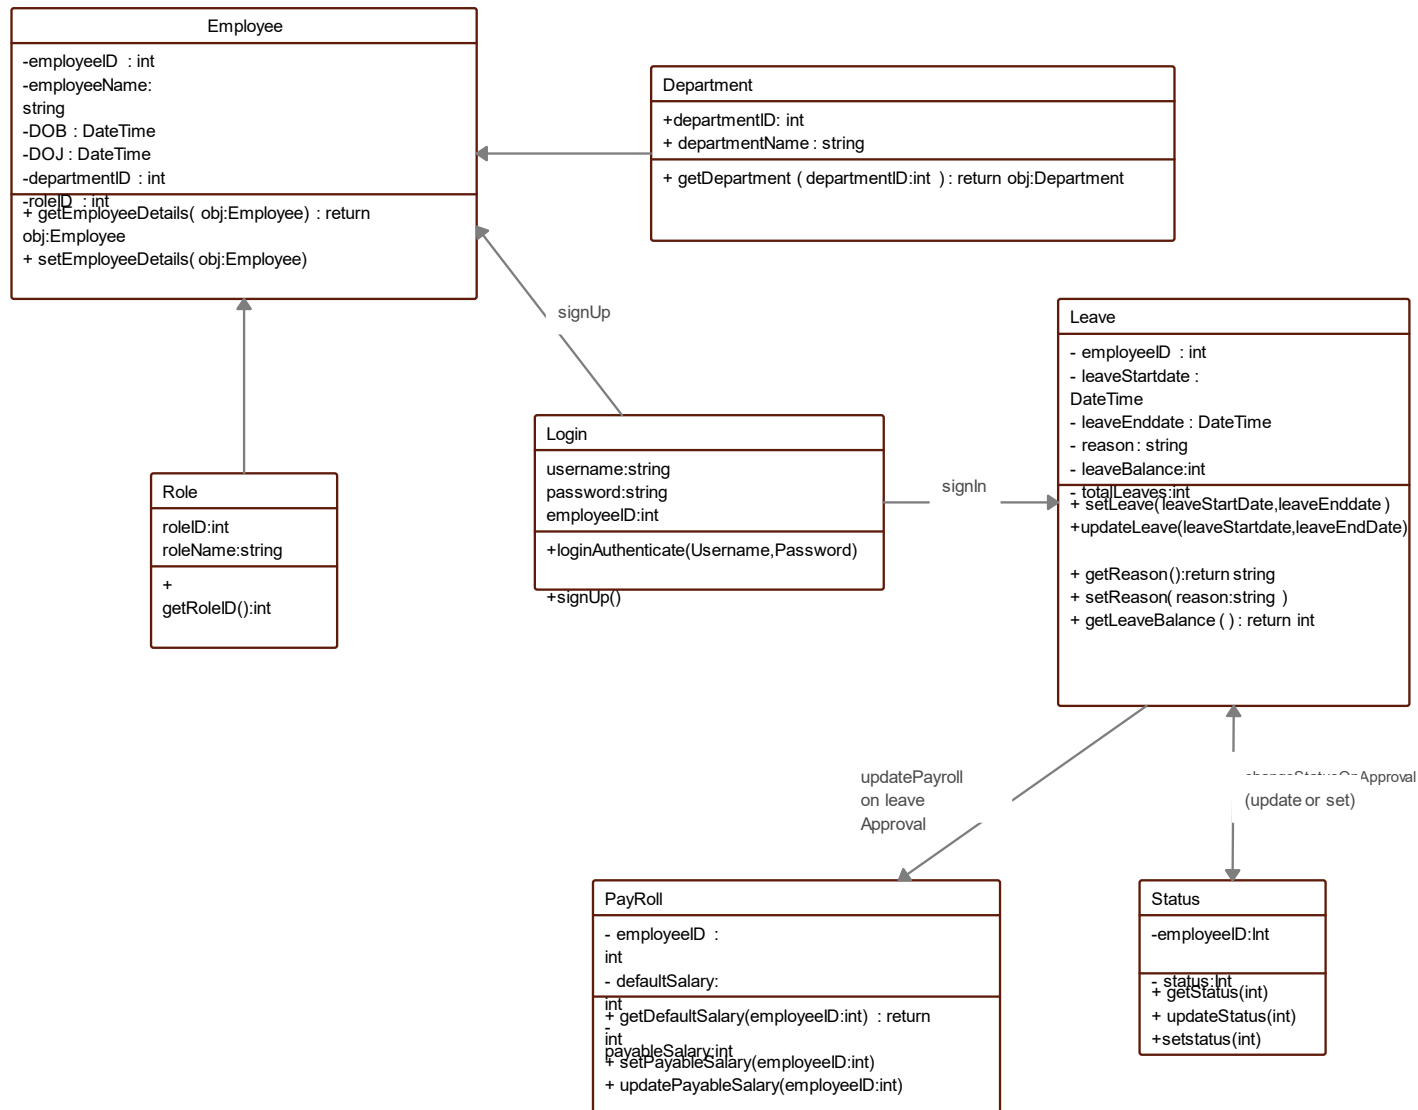 Employee
-employeeID : int
-employeeName:
string
-DOB : DateTime
-DOJ : DateTime
-departmentID : int
-roleID : int
+ getEmployeeDetails( obj:Employee) : return
obj:Employee
+ setEmployeeDetails( obj:Employee)
Department
+departmentID: int
+ departmentName : string
+ getDepartment ( departmentID:int ) : return obj:Department
signUp
Leave
- employeeID : int
- leaveStartdate :
DateTime
- leaveEnddate : DateTime
- reason : string
- leaveBalance:int
- totalLeaves:int
+ setLeave( leaveStartDate,leaveEnddate )
+updateLeave(leaveStartdate,leaveEndDate)
+ getReason():return string
+ setReason( reason:string )
+ getLeaveBalance ( ) : return int
Login
username:string
password:string
employeeID:int
+loginAuthenticate(Username,Password)
+signUp()
signIn
Role
roleID:int
roleName:string
+
getRoleID():int
updatePayroll
on leave
Approval
changeStatusOnApproval
(update or set)
PayRoll
- employeeID :
int
- defaultSalary:
int
-
payableSalary:int
+ getDefaultSalary(employeeID:int) : return
int
+ setPayableSalary(employeeID:int)
+ updatePayableSalary(employeeID:int)
Status
-employeeID:Int
- status:Int
+ getStatus(int)
+ updateStatus(int)
+setstatus(int)